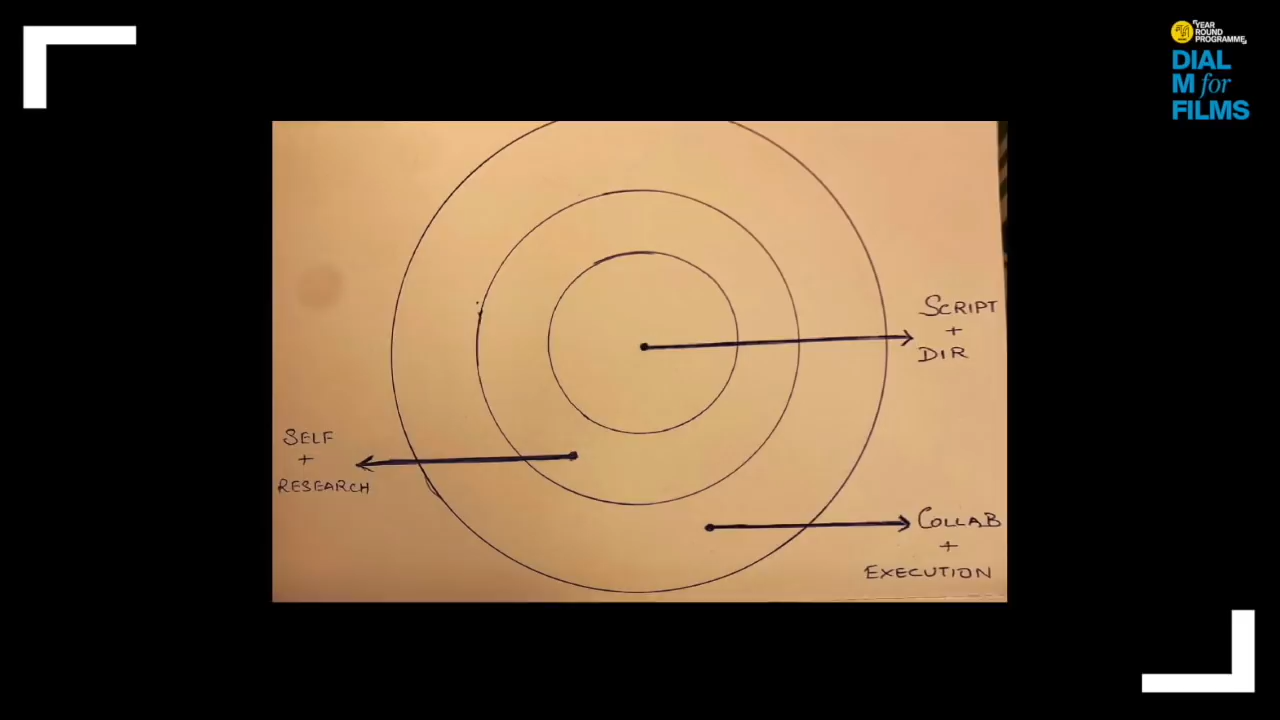 YEAR
ROUND
PROGRAMME
DIAL
M for
FILMS
SCRIPT
+
DIR
SELF
+
RESEARCH
COLLAB
+
EXECUTION